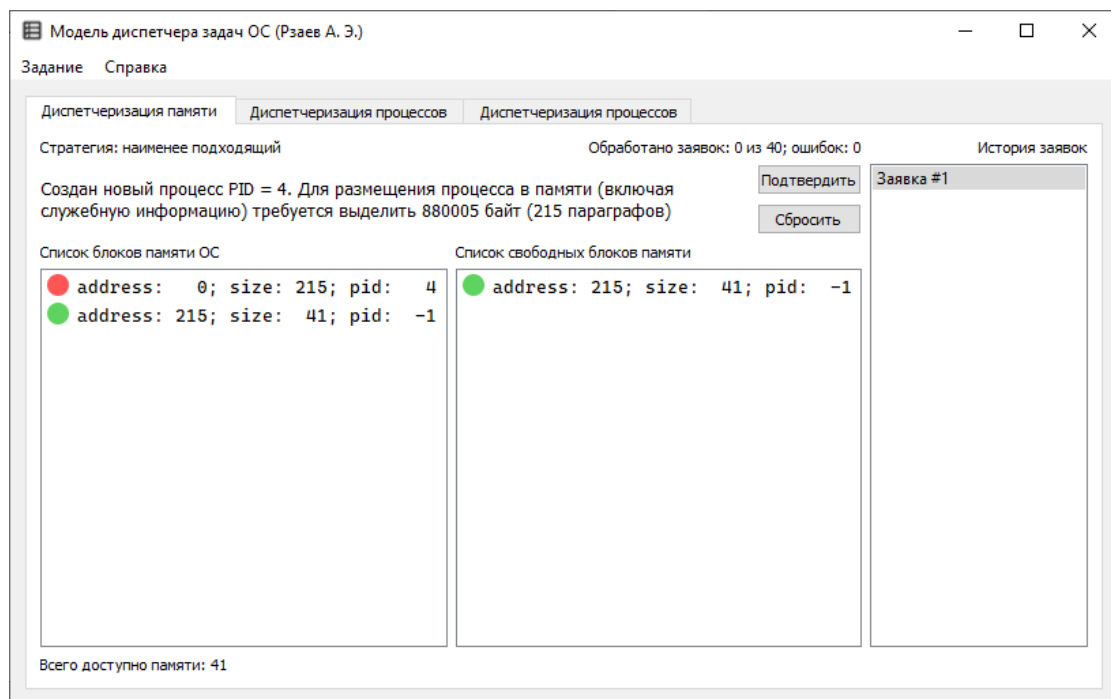 Модель диспетчера задач ОС (Рзаев А. Э.)
Задание Справка
Диспетчеризация памяти Диспетчеризация процессов Диспетчеризация процессов
Стратегия: наименее подходящий Обработано заявок: 0 из 40; ошибок: 0 История заявок
Создан новый процесс PID = 4. Для размещения процесса в памяти (включая
служебную информацию) требуется выделить 880005 байт (215 параграфов)
Подтвердить
Сбросить
Заявка #1
Список блоков памяти ОС
address: 0; size: 215; pid: 4
address: 215; size: 41; pid: -1
Список свободных блоков памяти
address: 215; size: 41; pid: -1
Всего доступно памяти: 41